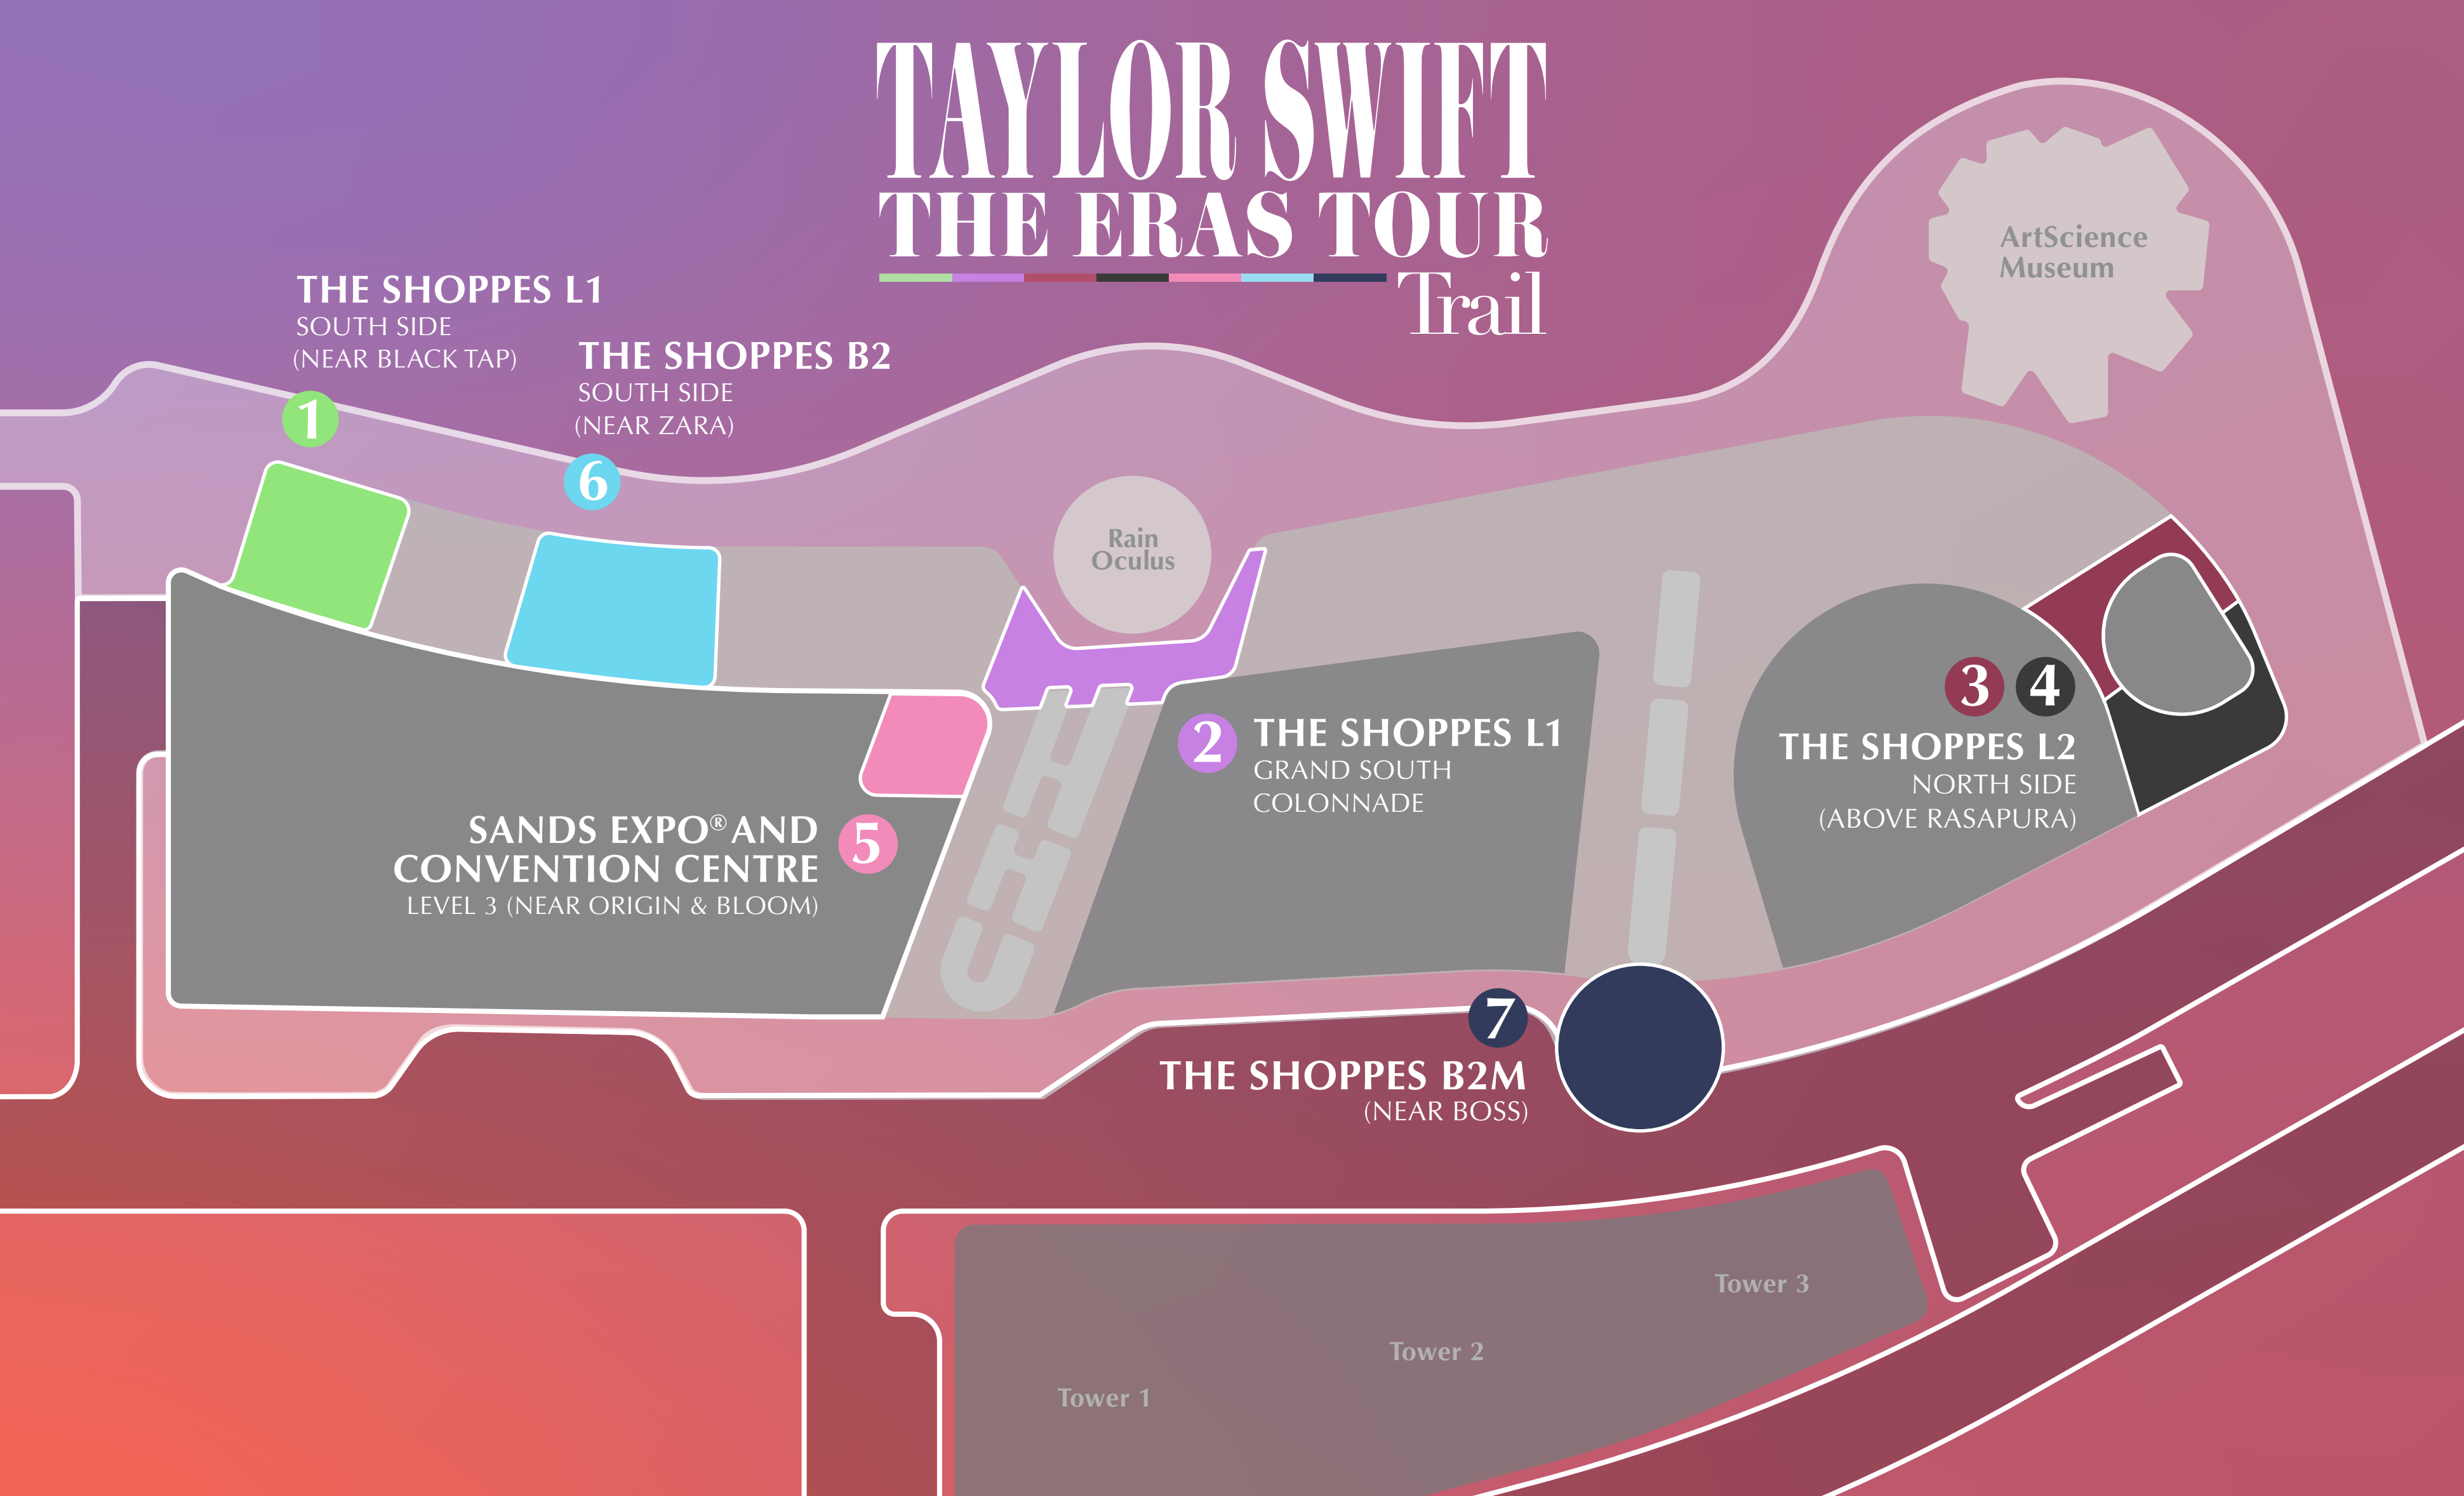 TAYLOR SWIFT
THE ERAS TOUR
Trail
ArtScience
Museum
THE SHOPPES L1
SOUTH SIDE
(NEAR BLACK TAP)
1
THE SHOPPES B2
SOUTH SIDE
(NEAR ZARA)
6
Rain
Oculus
2
THE SHOPPES L1
GRAND SOUTH
COLONNADE
3 4
THE SHOPPES L2
NORTH SIDE
(ABOVE RASAPURA)
SANDS EXPO® AND
CONVENTION CENTRE
LEVEL 3 (NEAR ORIGIN & BLOOM)
5
7
THE SHOPPES B2M
(NEAR BOSS)
Tower 3
Tower 2
Tower 1